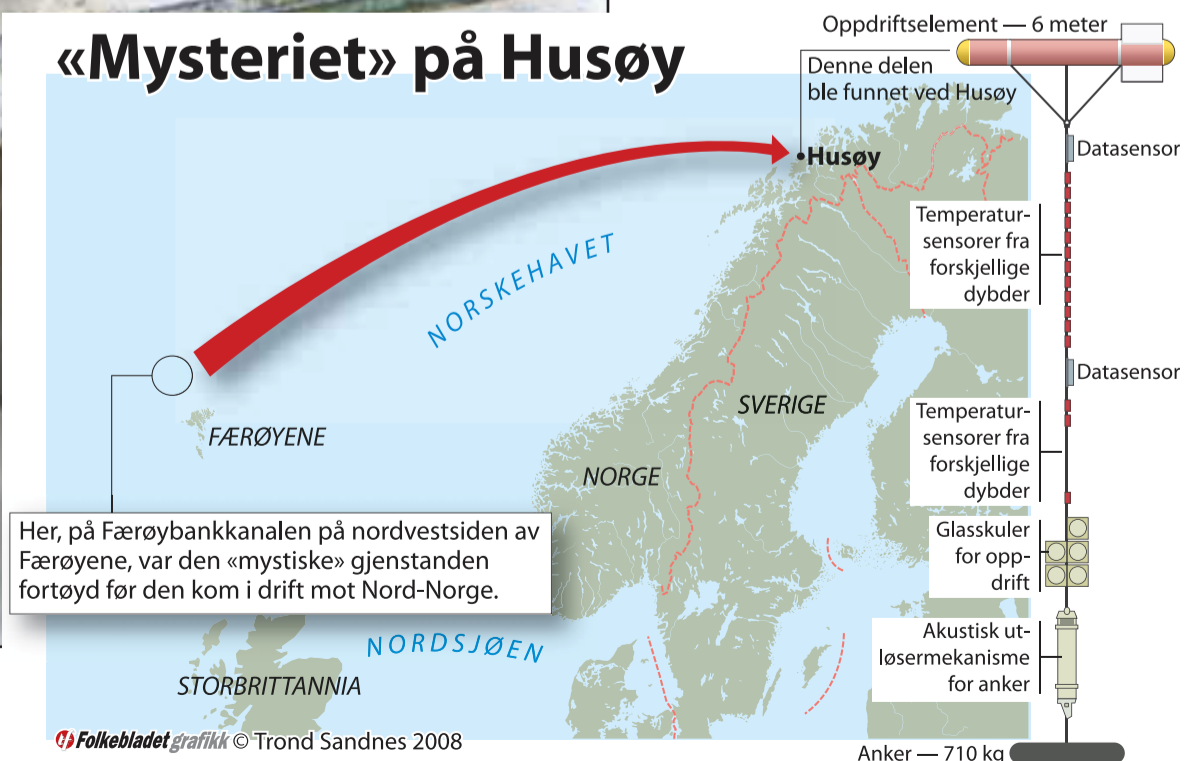 «Mysteriet» på Husøy
Oppdriftselement — 6 meter
Denne delen
ble funnet ved Husøy
Husøy
Datasensor
Temperatur-
sensorer fra
forskjellige
dybder
NORSKEHAVET
Datasensor
SVERIGE
Temperatur-
sensorer fra
forskjellige
dybder
FÆRØYENE
NORGE
Her, på Færøybankkanalen på nordvestsiden av
Færøyene, var den «mystiske» gjenstanden
fortøyd før den kom i drift mot Nord-Norge.
Glasskuler
for opp-
drift
NORDSJØEN
Akustisk ut-
løsermekanisme
for anker
STORBRITTANNIA
Folkebladet grafikk © Trond Sandnes 2008
Anker — 710 kg